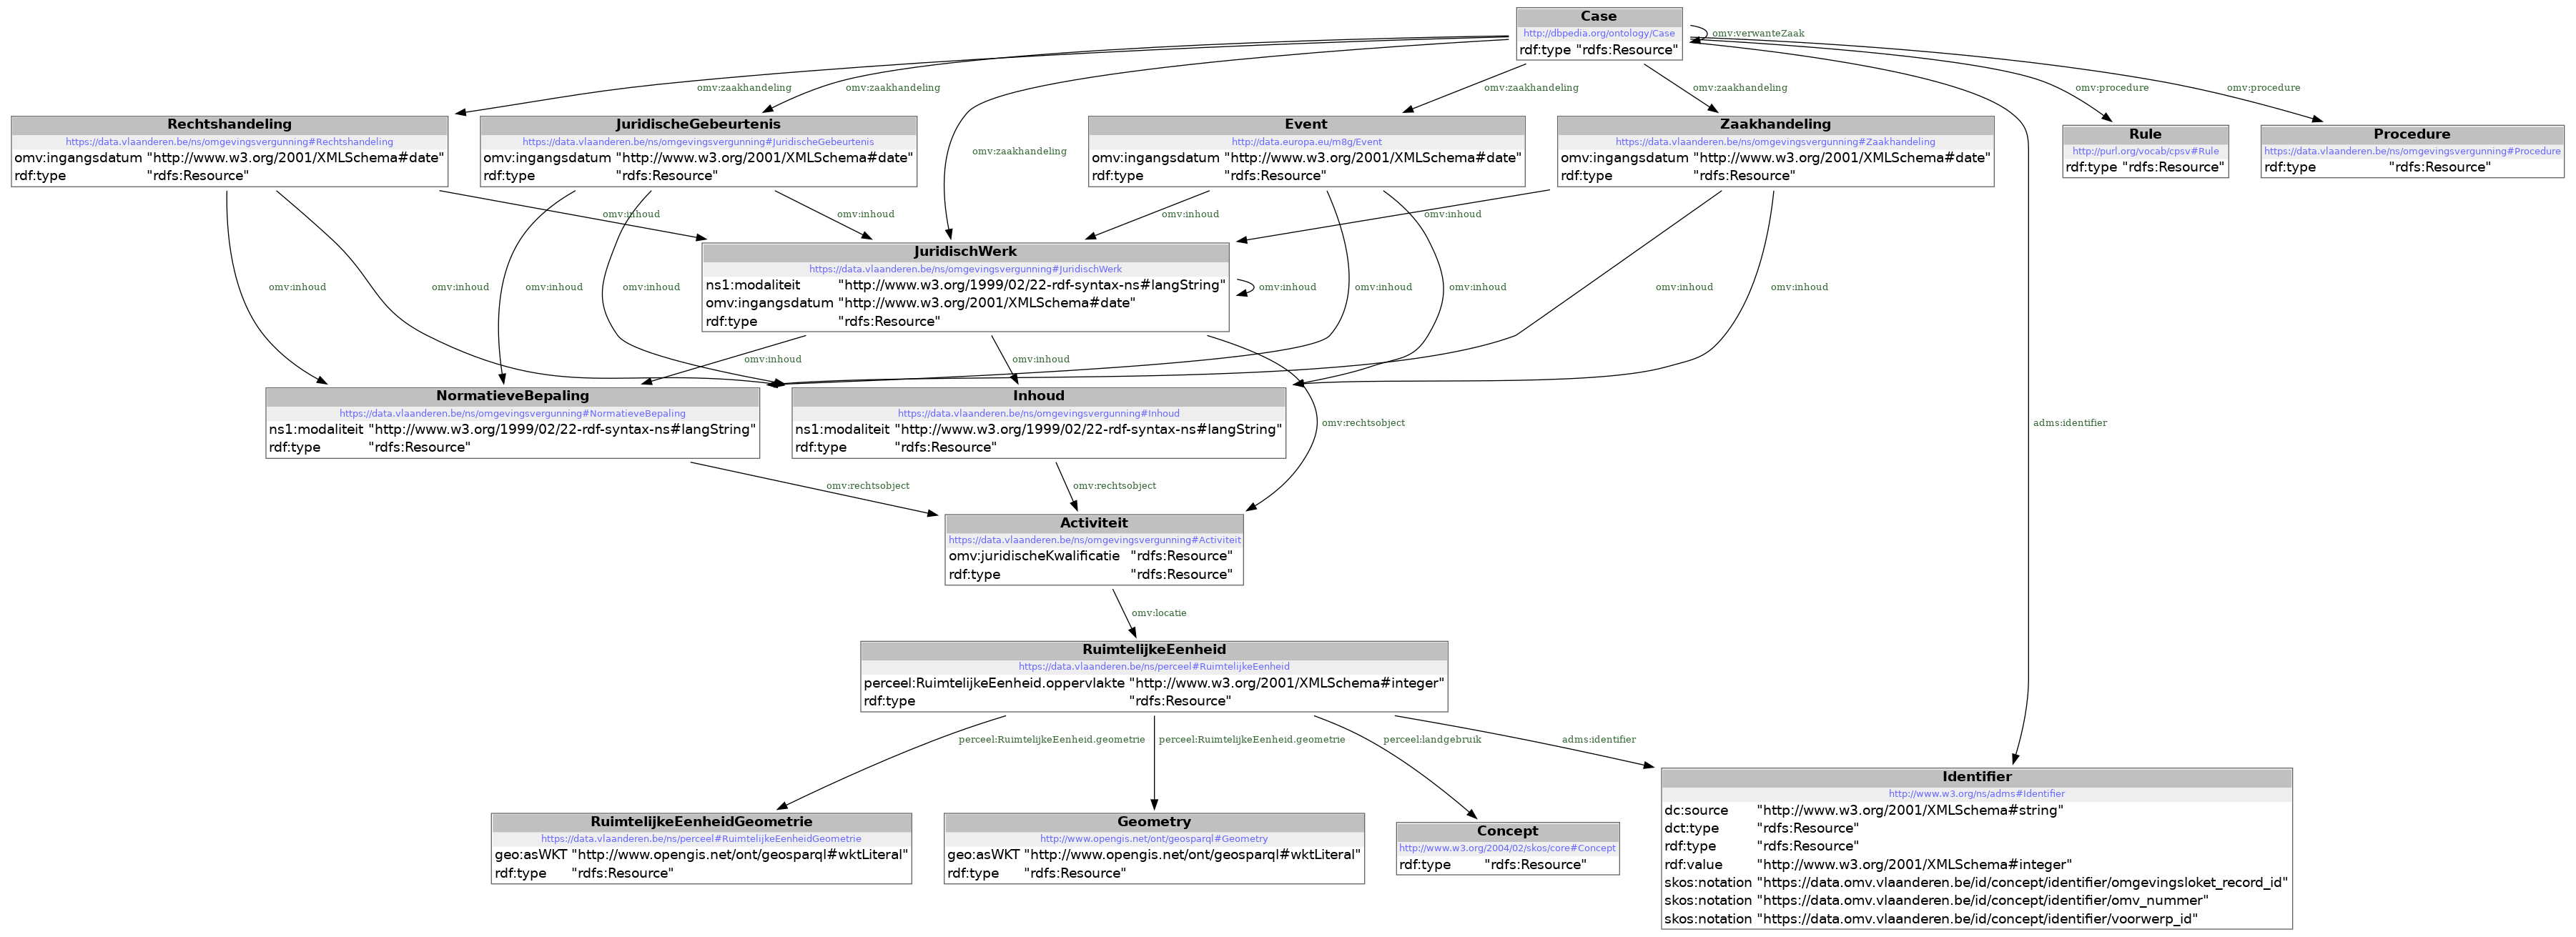 Case
http://dbpedia.org/ontology/Case
rdf:type "rdfs:Resource"
omv:verwanteZaak
omv:zaakhandeling
omv:zaakhandeling
omv:zaakhandeling
omv:zaakhandeling
omv:procedure
omv:procedure
Rechtshandeling
https://data.vlaanderen.be/ns/omgevingsvergunning#Rechtshandeling
omv:ingangsdatum "http://www.w3.org/2001/XMLSchema#date"
rdf:type "rdfs:Resource"
JuridischeGebeurtenis
https://data.vlaanderen.be/ns/omgevingsvergunning#JuridischeGebeurtenis
omv:ingangsdatum "http://www.w3.org/2001/XMLSchema#date"
rdf:type "rdfs:Resource"
omv:zaakhandeling
Event
http://data.europa.eu/m8g/Event
omv:ingangsdatum "http://www.w3.org/2001/XMLSchema#date"
rdf:type "rdfs:Resource"
Zaakhandeling
https://data.vlaanderen.be/ns/omgevingsvergunning#Zaakhandeling
omv:ingangsdatum "http://www.w3.org/2001/XMLSchema#date"
rdf:type "rdfs:Resource"
Rule
http://purl.org/vocab/cpsv#Rule
rdf:type "rdfs:Resource"
Procedure
https://data.vlaanderen.be/ns/omgevingsvergunning#Procedure
rdf:type "rdfs:Resource"
omv:inhoud
omv:inhoud
omv:inhoud
omv:inhoud
JuridischWerk
https://data.vlaanderen.be/ns/omgevingsvergunning#JuridischWerk
ns1:modaliteit "http://www.w3.org/1999/02/22-rdf-syntax-ns#langString"
omv:ingangsdatum "http://www.w3.org/2001/XMLSchema#date"
rdf:type "rdfs:Resource"
omv:inhoud
omv:inhoud
omv:inhoud
omv:inhoud
omv:inhoud
omv:inhoud
omv:inhoud
omv:inhoud
omv:inhoud
omv:inhoud
omv:inhoud
NormatieveBepaling
https://data.vlaanderen.be/ns/omgevingsvergunning#NormatieveBepaling
ns1:modaliteit "http://www.w3.org/1999/02/22-rdf-syntax-ns#langString"
rdf:type "rdfs:Resource"
Inhoud
https://data.vlaanderen.be/ns/omgevingsvergunning#Inhoud
ns1:modaliteit "http://www.w3.org/1999/02/22-rdf-syntax-ns#langString"
rdf:type "rdfs:Resource"
omv:rechtsobject
adms:identifier
omv:rechtsobject
omv:rechtsobject
Activiteit
https://data.vlaanderen.be/ns/omgevingsvergunning#Activiteit
omv:juridischeKwalificatie "rdfs:Resource"
rdf:type "rdfs:Resource"
omv:locatie
RuimtelijkeEenheid
https://data.vlaanderen.be/ns/perceel#RuimtelijkeEenheid
perceel:RuimtelijkeEenheid.oppervlakte "http://www.w3.org/2001/XMLSchema#integer"
rdf:type "rdfs:Resource"
perceel:RuimtelijkeEenheid.geometrie
perceel:RuimtelijkeEenheid.geometrie
perceel:landgebruik
adms:identifier
RuimtelijkeEenheidGeometrie
https://data.vlaanderen.be/ns/perceel#RuimtelijkeEenheidGeometrie
geo:asWKT "http://www.opengis.net/ont/geosparql#wktLiteral"
rdf:type "rdfs:Resource"
Geometry
http://www.opengis.net/ont/geosparql#Geometry
geo:asWKT "http://www.opengis.net/ont/geosparql#wktLiteral"
rdf:type "rdfs:Resource"
Concept
http://www.w3.org/2004/02/skos/core#Concept
rdf:type "rdfs:Resource"
Identifier
http://www.w3.org/ns/adms#Identifier
dc:source "http://www.w3.org/2001/XMLSchema#string"
dct:type "rdfs:Resource"
rdf:type "rdfs:Resource"
rdf:value "http://www.w3.org/2001/XMLSchema#integer"
skos:notation "https://data.omv.vlaanderen.be/id/concept/identifier/omgevingsloket_record_id"
skos:notation "https://data.omv.vlaanderen.be/id/concept/identifier/omv_nummer"
skos:notation "https://data.omv.vlaanderen.be/id/concept/identifier/voorwerp_id"